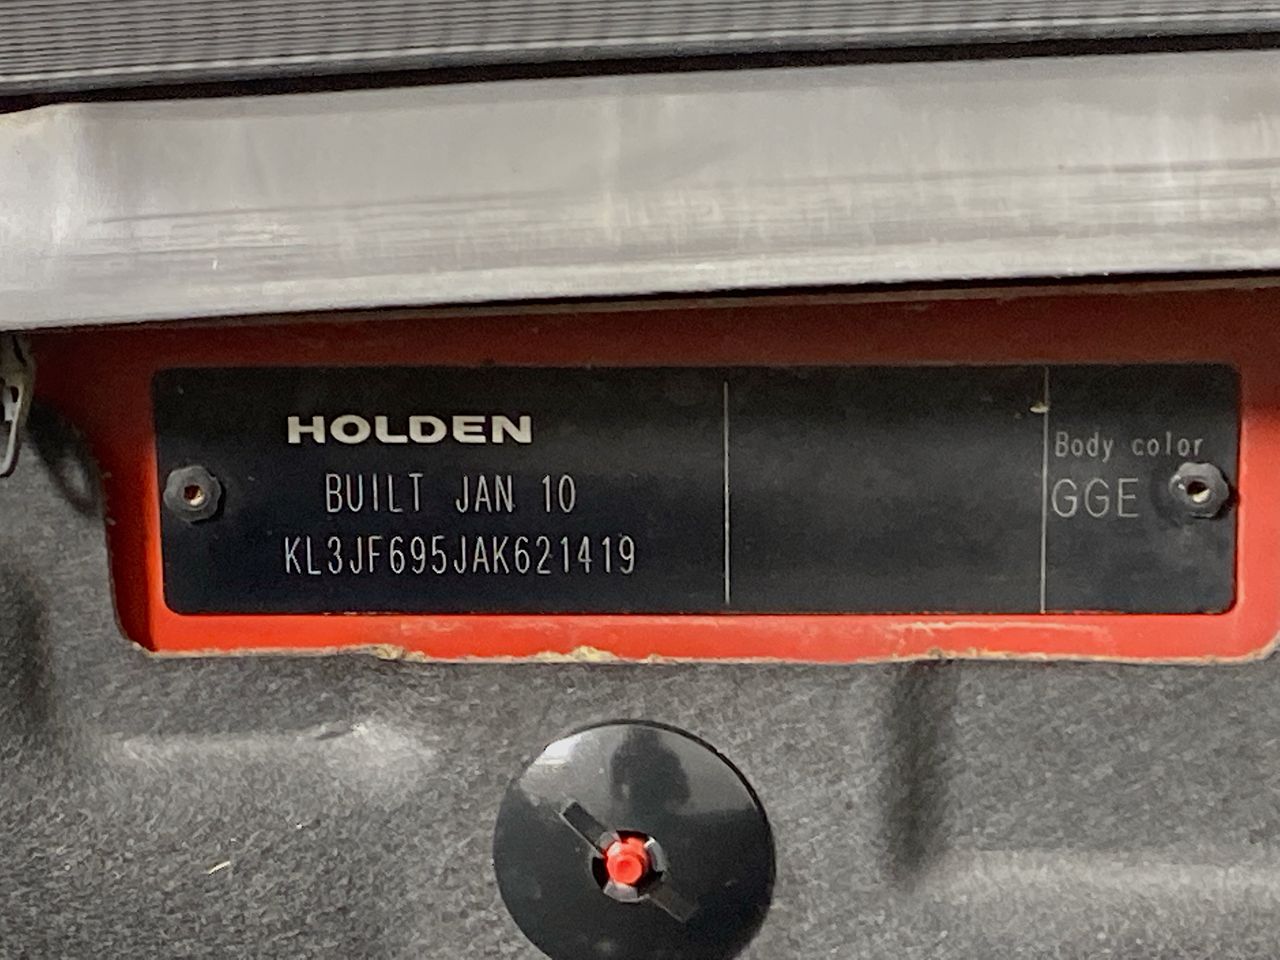 HOLDEN
BUILT JAN 10
KL3JF695JAK621419
Body color
GGE